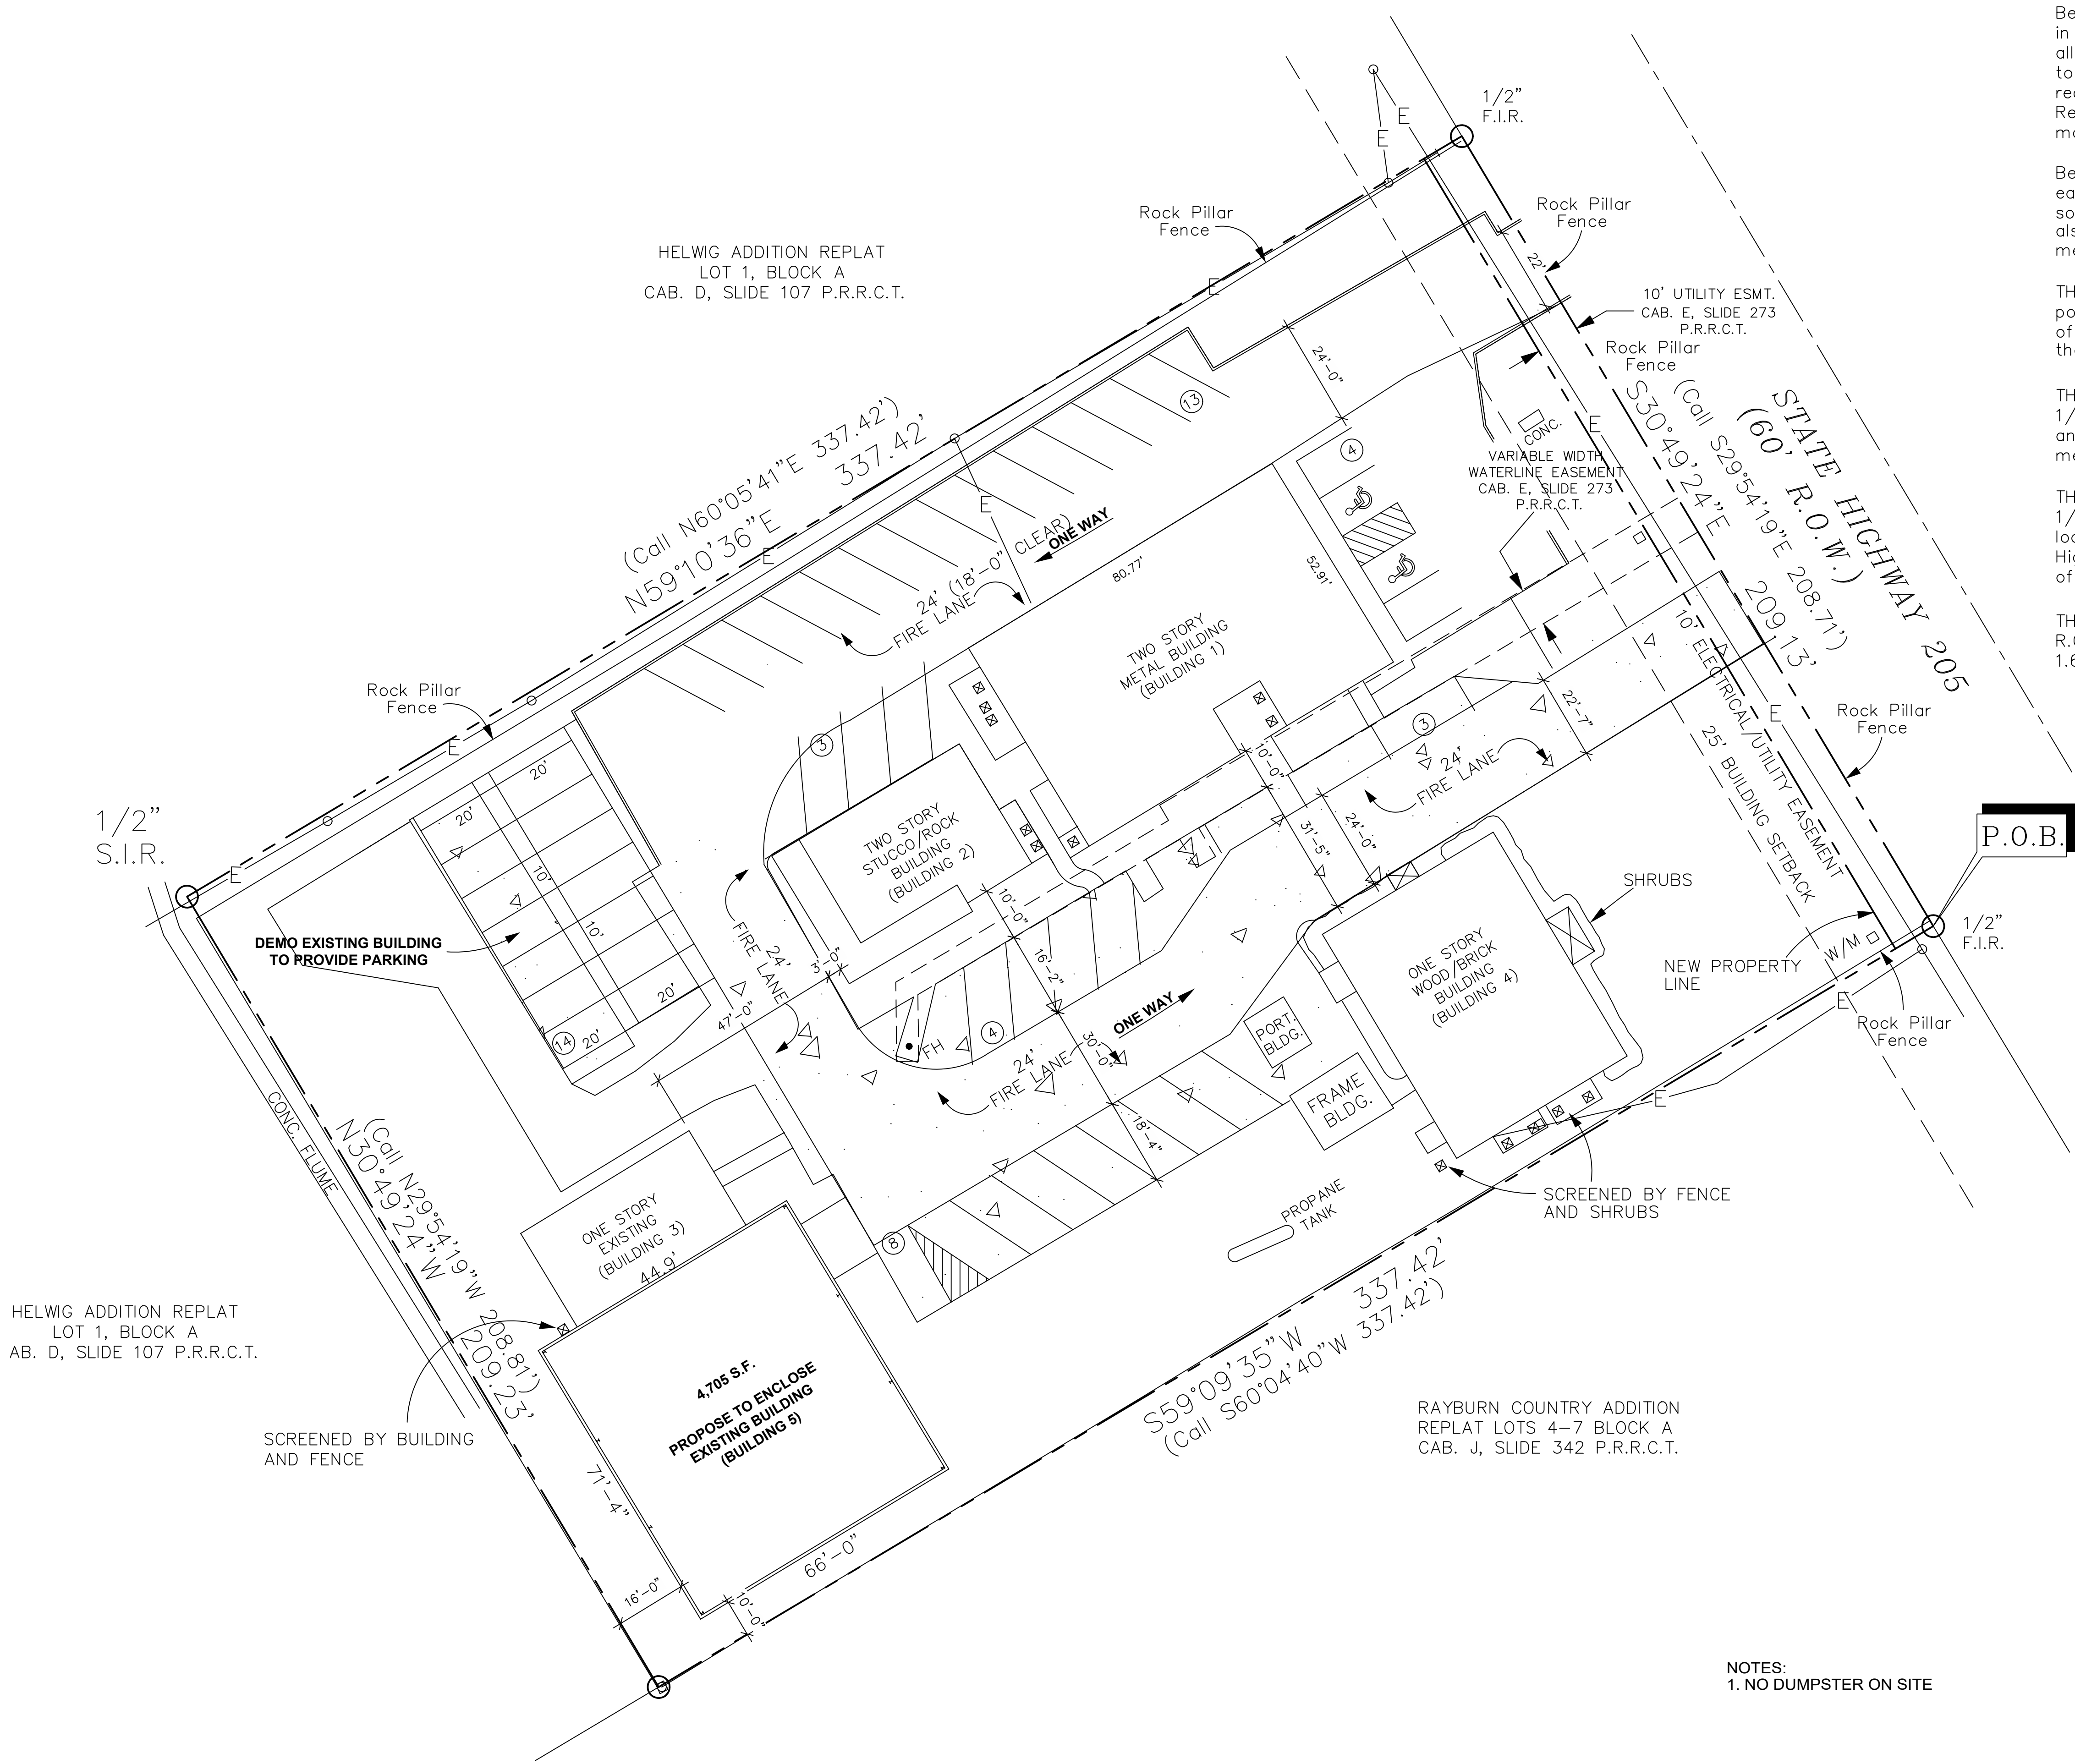 1/2"
F.I.R.
E
E
Rock Pillar
Fence
Rock Pillar
Fence
HELWIG ADDITION REPLAT
LOT 1, BLOCK A
CAB. D, SLIDE 107 P.R.R.C.T.
E
22'
10' UTILITY ESMT.
CAB. E, SLIDE 273
P.R.R.C.T.
Rock Pillar
Fence
24'-0"
13
STATE HIGHWAY 205
(60' R.O.W.)
(Call S29°54'19"E 208.71')
S30°49'24"E
209.13'
(Call N60°05'41"E 337.42')
N59°10'36"E
337.42'
E
E
E
4
CONC.
VARIABLE WIDTH
WATERLINE EASEMENT
CAB. E, SLIDE 273
P.R.R.C.T.
E
24' (18'-0" CLEAR)
FIRE LANE
ONE WAY
80.77'
52.91'
TWO STORY
METAL BUILDING
(BUILDING 1)
10' ELECTRICAL/UTILITY EASEMENT
25' BUILDING SETBACK
E
Rock Pillar
Fence
Rock Pillar
Fence
E
3
3
22'-7"
24'
FIRE LANE
10'-0"
31'-5"
24'-0"
1/2"
S.I.R.
E
20'
20'
10'
10'
20'
20'
14
DEMO EXISTING BUILDING
TO PROVIDE PARKING
TWO STORY
STUCCO/ROCK
BUILDING
(BUILDING 2)
24'
FIRE LANE
3'-0"
47'-0"
10'-0"
16'-2"
4
FH
24'
FIRE LANE
30'-0"
ONE WAY
18'-4"
P.O.B.
1/2"
F.I.R.
SHRUBS
ONE STORY
WOOD/BRICK
BUILDING
(BUILDING 4)
NEW PROPERTY
LINE
W/M
E
Rock Pillar
Fence
PORT.
BLDG.
FRAME
BLDG.
E
SCREENED BY FENCE
AND SHRUBS
PROPANE
TANK
8
CONC. FLUME
(Call N29°54'19"W 208.81')
N30°49'24"W
209.23'
ONE STORY
EXISTING
(BUILDING 3)
44.9'
HELWIG ADDITION REPLAT
LOT 1, BLOCK A
AB. D, SLIDE 107 P.R.R.C.T.
SCREENED BY BUILDING
AND FENCE
4,705 S.F.
PROPOSE TO ENCLOSE
EXISTING BUILDING
(BUILDING 5)
71'-4"
66'-0"
16'-0"
10'-0"
S59°09'35"W
337.42'
(Call S60°04'40"W 337.42')
RAYBURN COUNTRY ADDITION
REPLAT LOTS 4-7 BLOCK A
CAB. J, SLIDE 342 P.R.R.C.T.
NOTES:
1. NO DUMPSTER ON SITE